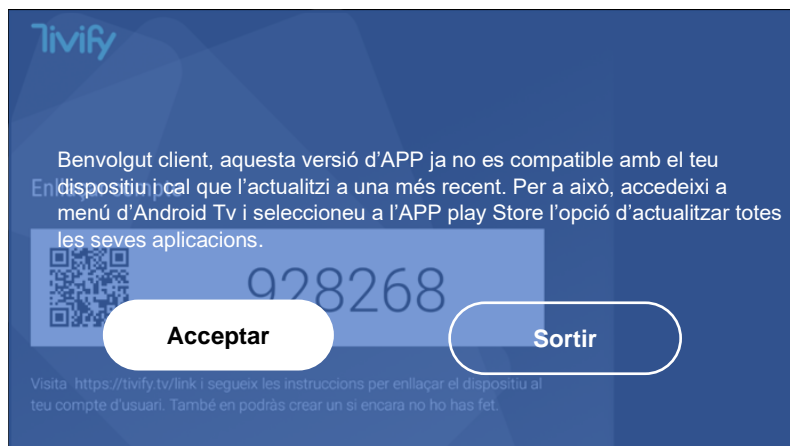 Tivify
Benvolgut client, aquesta versió d’APP ja no es compatible amb el teu
dispositiu i cal que l’actualitzi a una més recent. Per a això, accedeixi a
menú d’Android Tv i seleccioneu a l’APP play Store l’opció d’actualitzar totes
les seves aplicacions.
928268
Acceptar
Sortir
Visita https://tivify.tv/link i segueix les instruccions per enllaçar el dispositiu al
teu compte d'usuari. També en podràs crear un si encara no ho has fet.